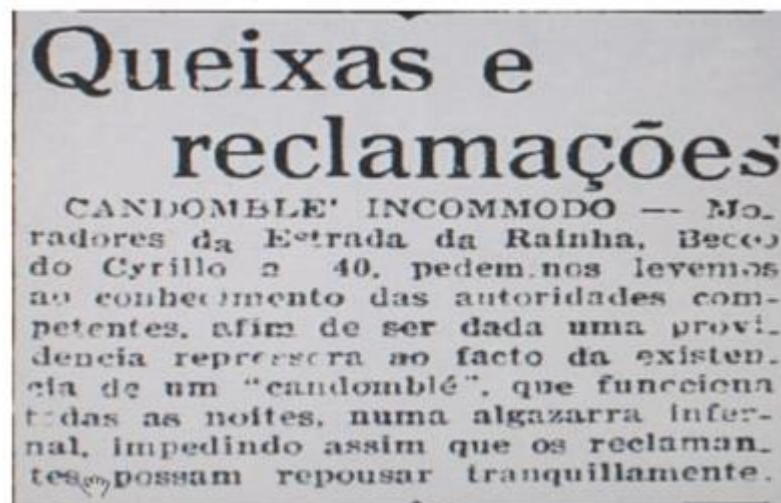 Queixas e
reclamações
CANDOMBLE' INCOMMODO — Mo-
radores da Estrada da Rainha, Becco
do Cyrillo a 40, pedem-nos levemos
ao conhecimento das autoridades com-
petentes, afim de ser dada uma provi-
dencia repressora ao facto da existen-
cia de um "candomblé", que funcciona
todas as noites, numa algazarra infer-
nal, impedindo assim que os reclaman-
tes possam repousar tranquillamente.